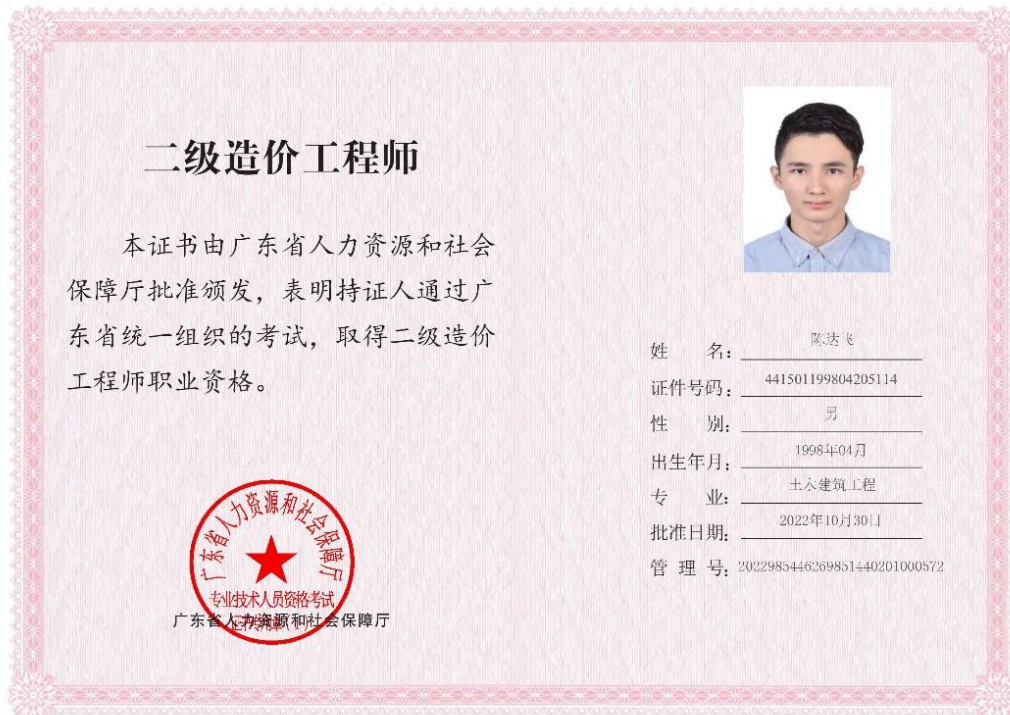 二级造价工程师
本证书由广东省人力资源和社会
保障厅批准颁发，表明持证人通过广
东省统一组织的考试，取得二级造价
工程师职业资格。
姓 名：陈达飞
证件号码：441501199804205114
性 别：男
出生年月：1998年04月
专 业：土木建筑工程
批准日期：2022年10月30日
管 理 号：2022985446269851440201000572
广东省人力资源和社会保障厅
专业技术人员资格考试
广东省人力资源和社会保障厅